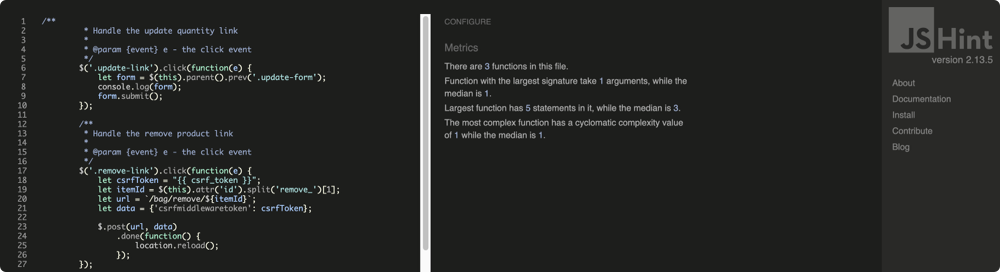 1 /**
2 * Handle the update quantity link
3 *
4 * @param {event} e - the click event
5 */
6 $('.update-link').click(function(e) {
7 let form = $(this).parent().prev('.update-form');
8 console.log(form);
9 form.submit();
10 });
11
12 /**
13 * Handle the remove product link
14 *
15 * @param {event} e - the click event
16 */
17 $('.remove-link').click(function(e) {
18 let csrfToken = "{{ csrf_token }}";
19 let itemId = $(this).attr('id').split('remove_')[1];
20 let url = `/bag/remove/${itemId}`;
21 let data = {'csrfmiddlewaretoken': csrfToken};
22
23 $.post(url, data)
24 .done(function() {
25 location.reload();
26 });
27 });
CONFIGURE
Metrics
There are 3 functions in this file.
Function with the largest signature take 1 arguments, while the
median is 1.
Largest function has 5 statements in it, while the median is 3.
The most complex function has a cyclomatic complexity value
of 1 while the median is 1.
JSHint
version 2.13.5
About
Documentation
Install
Contribute
Blog